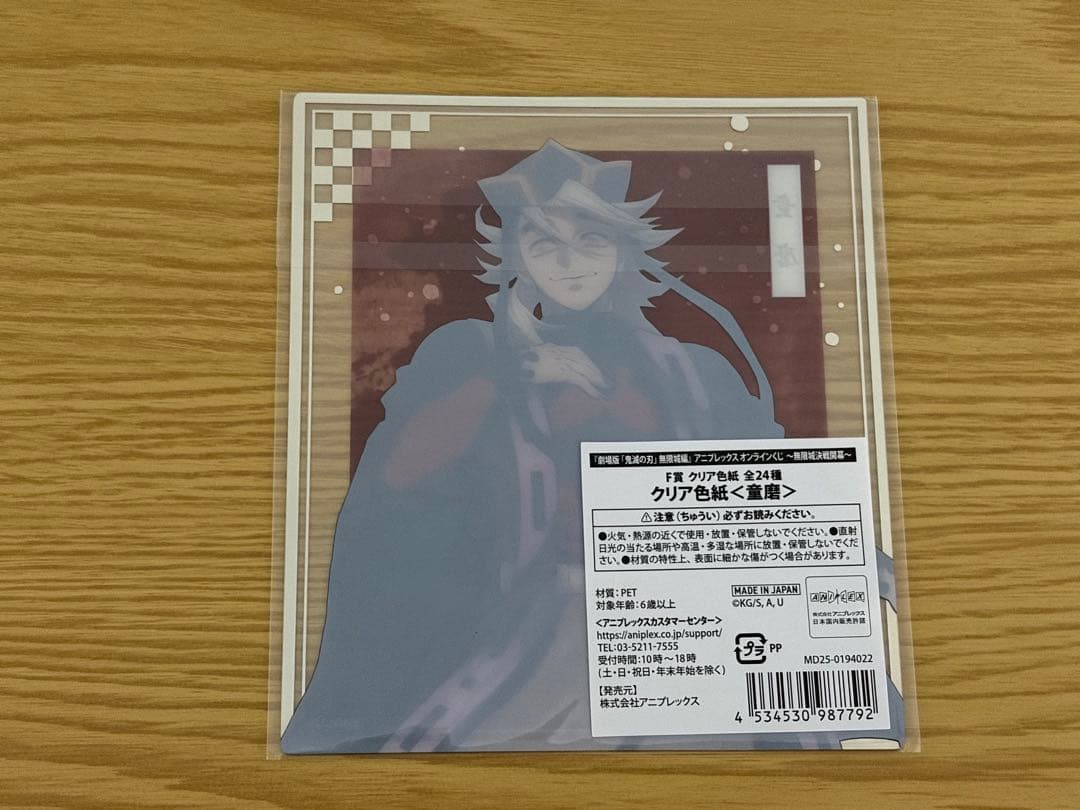 童磨
『劇場版「鬼滅の刃」無限城編』アニプレックス オンラインくじ ～無限城決戦開幕～
F賞 クリア色紙 全24種
クリア色紙＜童磨＞
⚠注意（ちゅうい）必ずお読みください。
●火気・熱源の近くで使用・放置・保管しないでください。●直射
日光の当たる場所や高温・多湿な場所に放置・保管しないでくだ
さい。●材質の特性上、表面に細かな傷がつく場合があります。
材質：PET
対象年齢：6歳以上
＜アニプレックスカスタマーセンター＞
https://aniplex.co.jp/support/
TEL：03-5211-7555
受付時間：10時～18時
（土・日・祝日・年末年始を除く）
【発売元】
株式会社アニプレックス
MADE IN JAPAN
©KG/S, A, U
ANIPLEX
株式会社アニプレックス
日本国内販売許諾
プラ PP
MD25-0194022
4 534530 987792